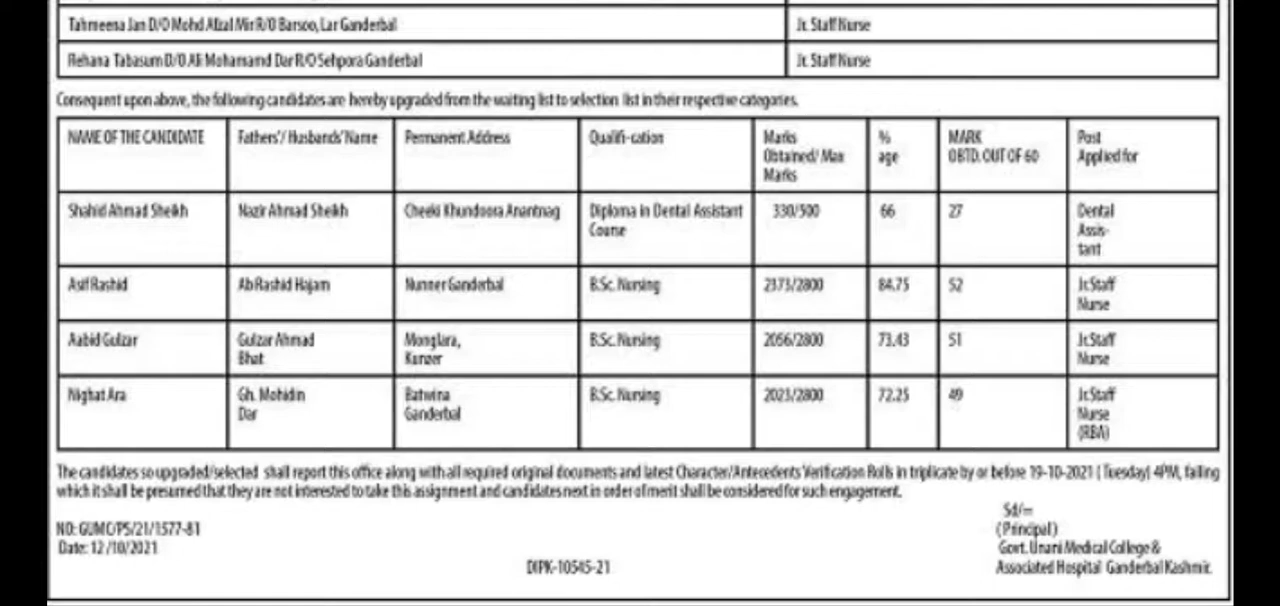 Tahmeena Jan D/O Mohd Afzal Mir R/O Barsoo, Lar Ganderbal Jr. Staff Nurse
Rehana Tabasum D/O Ali Mohamamd Dar R/O Sehpora Ganderbal Jr. Staff Nurse
Consequent upon above, the following candidates are hereby upgraded from the waiting list to selection list in their respective categories.
NAME OF THE CANDIDATE Fathers'/ Husbands' Name Permanent Address Qualifi-cation Marks % MARK Post
Obtained/ Max age OBTD. OUT OF 60 Applied for
Marks
Shahid Ahmad Sheikh Nazir Ahmad Sheikh Cheeki Khundoora Anantnag Diploma in Dental Assistant 330/500 66 27 Dental
Course Assis-
tant
Asif Rashid Ab Rashid Hajam Nunner Ganderbal B.Sc. Nursing 2373/2800 84.75 52 Jr.Staff
Nurse
Aabid Gulzar Gulzar Ahmad Monglara, B.Sc. Nursing 2056/2800 73.43 51 Jr.Staff
Bhat Kunzer Nurse
Nighat Ara Gh. Mohidin Batwina B.Sc. Nursing 2023/2800 72.25 49 Jr.Staff
Dar Ganderbal Nurse
(RBA)
The candidates so upgraded/selected shall report this office along with all required original documents and latest Character/Antecedents Verification Rolls in triplicate by or before 19-10-2021 ( Tuesday) 4PM, failing
which it shall be presumed that they are not interested to take this assignment and candidates next in order of merit shall be considered for such engagement.
Sd/=
NO: GUMC/PS/21/1577-81 (Principal)
Date: 12 /10/2021 Govt. Unani Medical College &
DIPK-10545-21 Associated Hospital Ganderbal Kashmir.